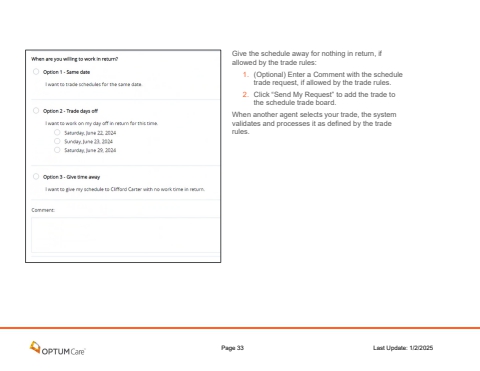 When are you willing to work in return?
Option 1 - Same date
I want to trade schedules for the same date.
Option 2 - Trade days off
I want to work on my day off in return for this time.
Saturday, June 22, 2024
Sunday, June 23, 2024
Saturday, June 29, 2024
Option 3 - Give time away
I want to give my schedule to Clifford Carter with no work time in return.
Comment:
Give the schedule away for nothing in return, if
allowed by the trade rules:
1. (Optional) Enter a Comment with the schedule
trade request, if allowed by the trade rules.
2. Click “Send My Request” to add the trade to
the schedule trade board.
When another agent selects your trade, the system
validates and processes it as defined by the trade
rules.
OPTUMCare
Page 33
Last Update: 1/2/2025